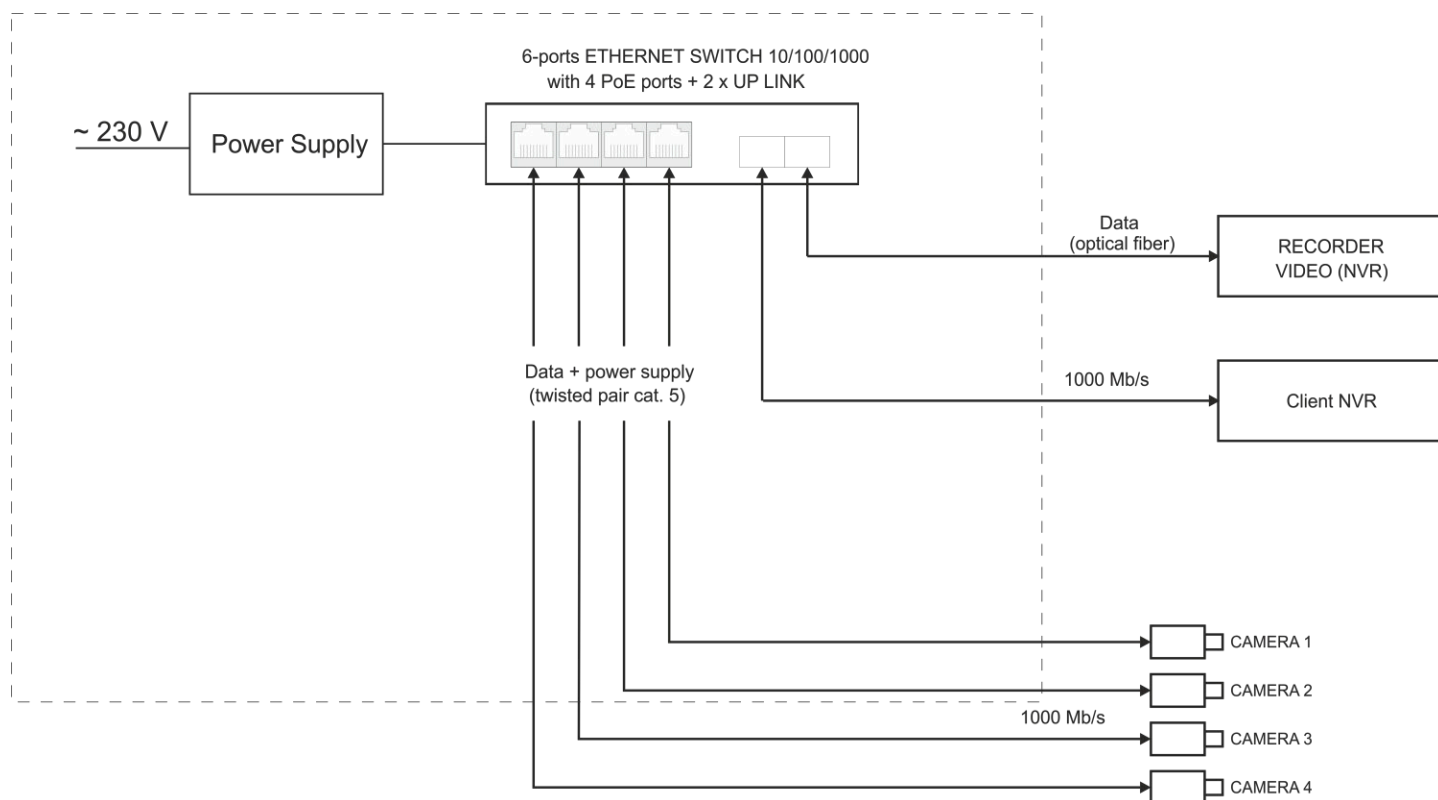 6-ports ETHERNET SWITCH 10/100/1000
with 4 PoE ports + 2 x UP LINK
~ 230 V
Power Supply
Data
(optical fiber)
RECORDER
VIDEO (NVR)
Data + power supply
(twisted pair cat. 5)
1000 Mb/s
Client NVR
CAMERA 1
CAMERA 2
1000 Mb/s
CAMERA 3
CAMERA 4